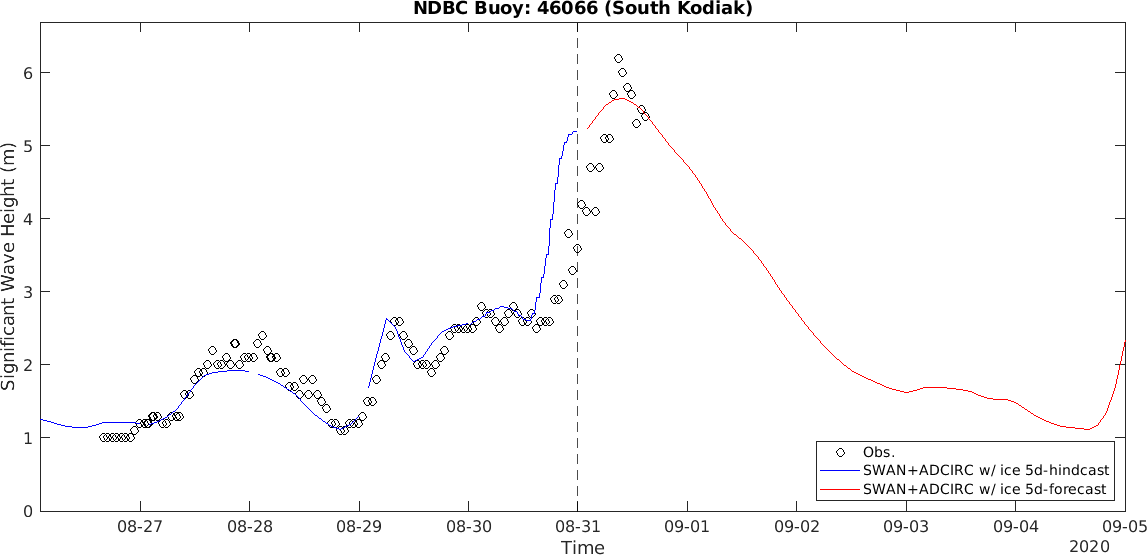 NDBC Buoy: 46066 (South Kodiak)
Significant Wave Height (m)
6
5
4
3
2
1
0
Obs.
SWAN+ADCIRC w/ ice 5d-hindcast
SWAN+ADCIRC w/ ice 5d-forecast
08-27 08-28 08-29 08-30 08-31 09-01 09-02 09-03 09-04 09-05
Time
2020